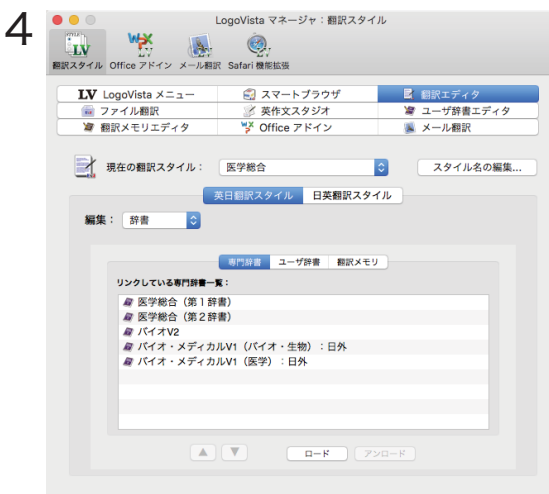 4
LogoVista マネージャ：翻訳スタイル
翻訳スタイル Office アドイン メール翻訳 Safari 機能拡張
LV LogoVista メニュー スマートブラウザ 翻訳エディタ
ファイル翻訳 英作文スタジオ ユーザ辞書エディタ
翻訳メモリエディタ Office アドイン メール翻訳
現在の翻訳スタイル： 医学総合 スタイル名の編集...
英日翻訳スタイル 日英翻訳スタイル
編集： 辞書
専門辞書 ユーザ辞書 翻訳メモリ
リンクしている専門辞書一覧：
医学総合（第１辞書）
医学総合（第２辞書）
バイオV2
バイオ・メディカルV1（バイオ・生物）：日外
バイオ・メディカルV1（医学）：日外
ロード アンロード